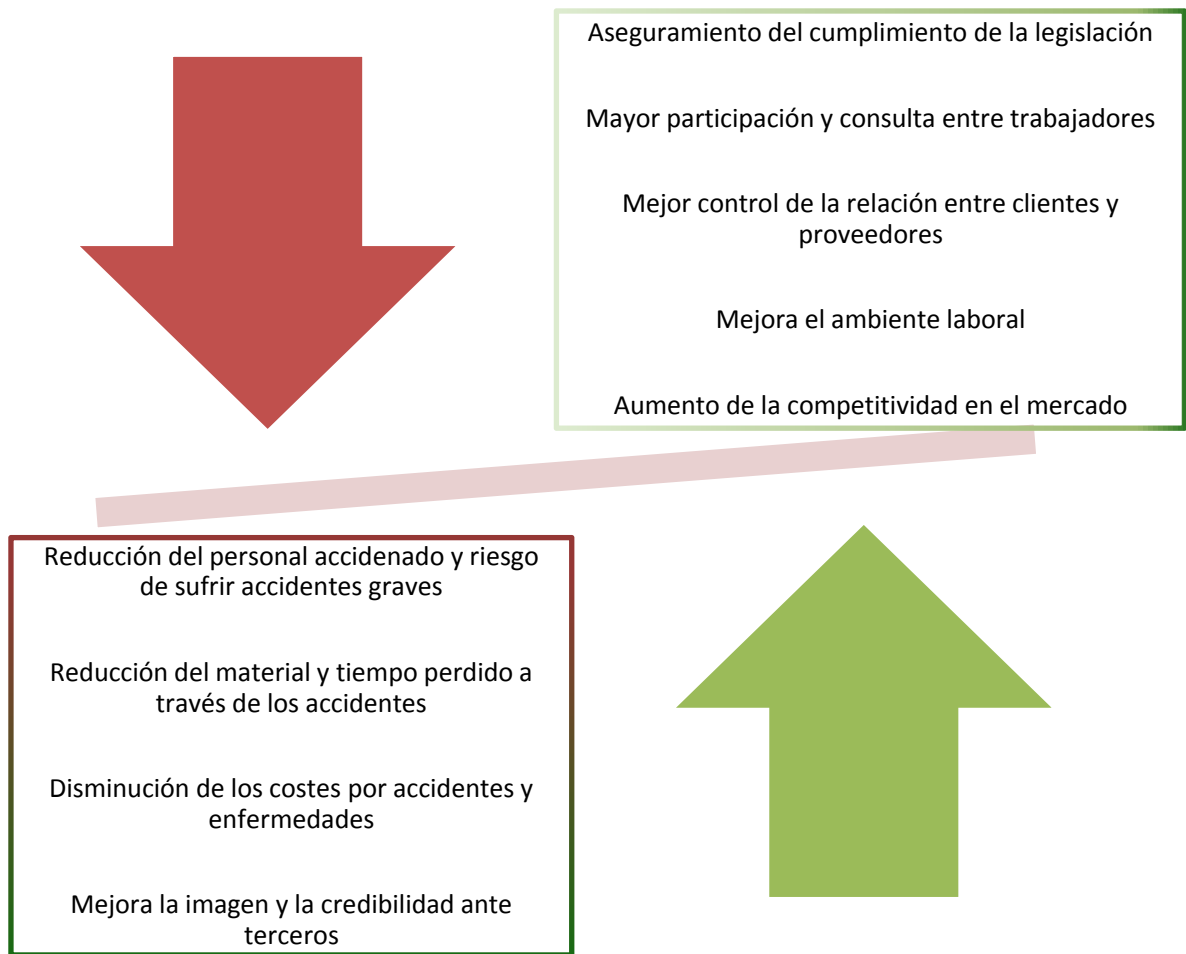 Aseguramiento del cumplimiento de la legislación
Mayor participación y consulta entre trabajadores
Mejor control de la relación entre clientes y
proveedores
Mejora el ambiente laboral
Aumento de la competitividad en el mercado
Reducción del personal accidenado y riesgo
de sufrir accidentes graves
Reducción del material y tiempo perdido a
través de los accidentes
Disminución de los costes por accidentes y
enfermedades
Mejora la imagen y la credibilidad ante
terceros